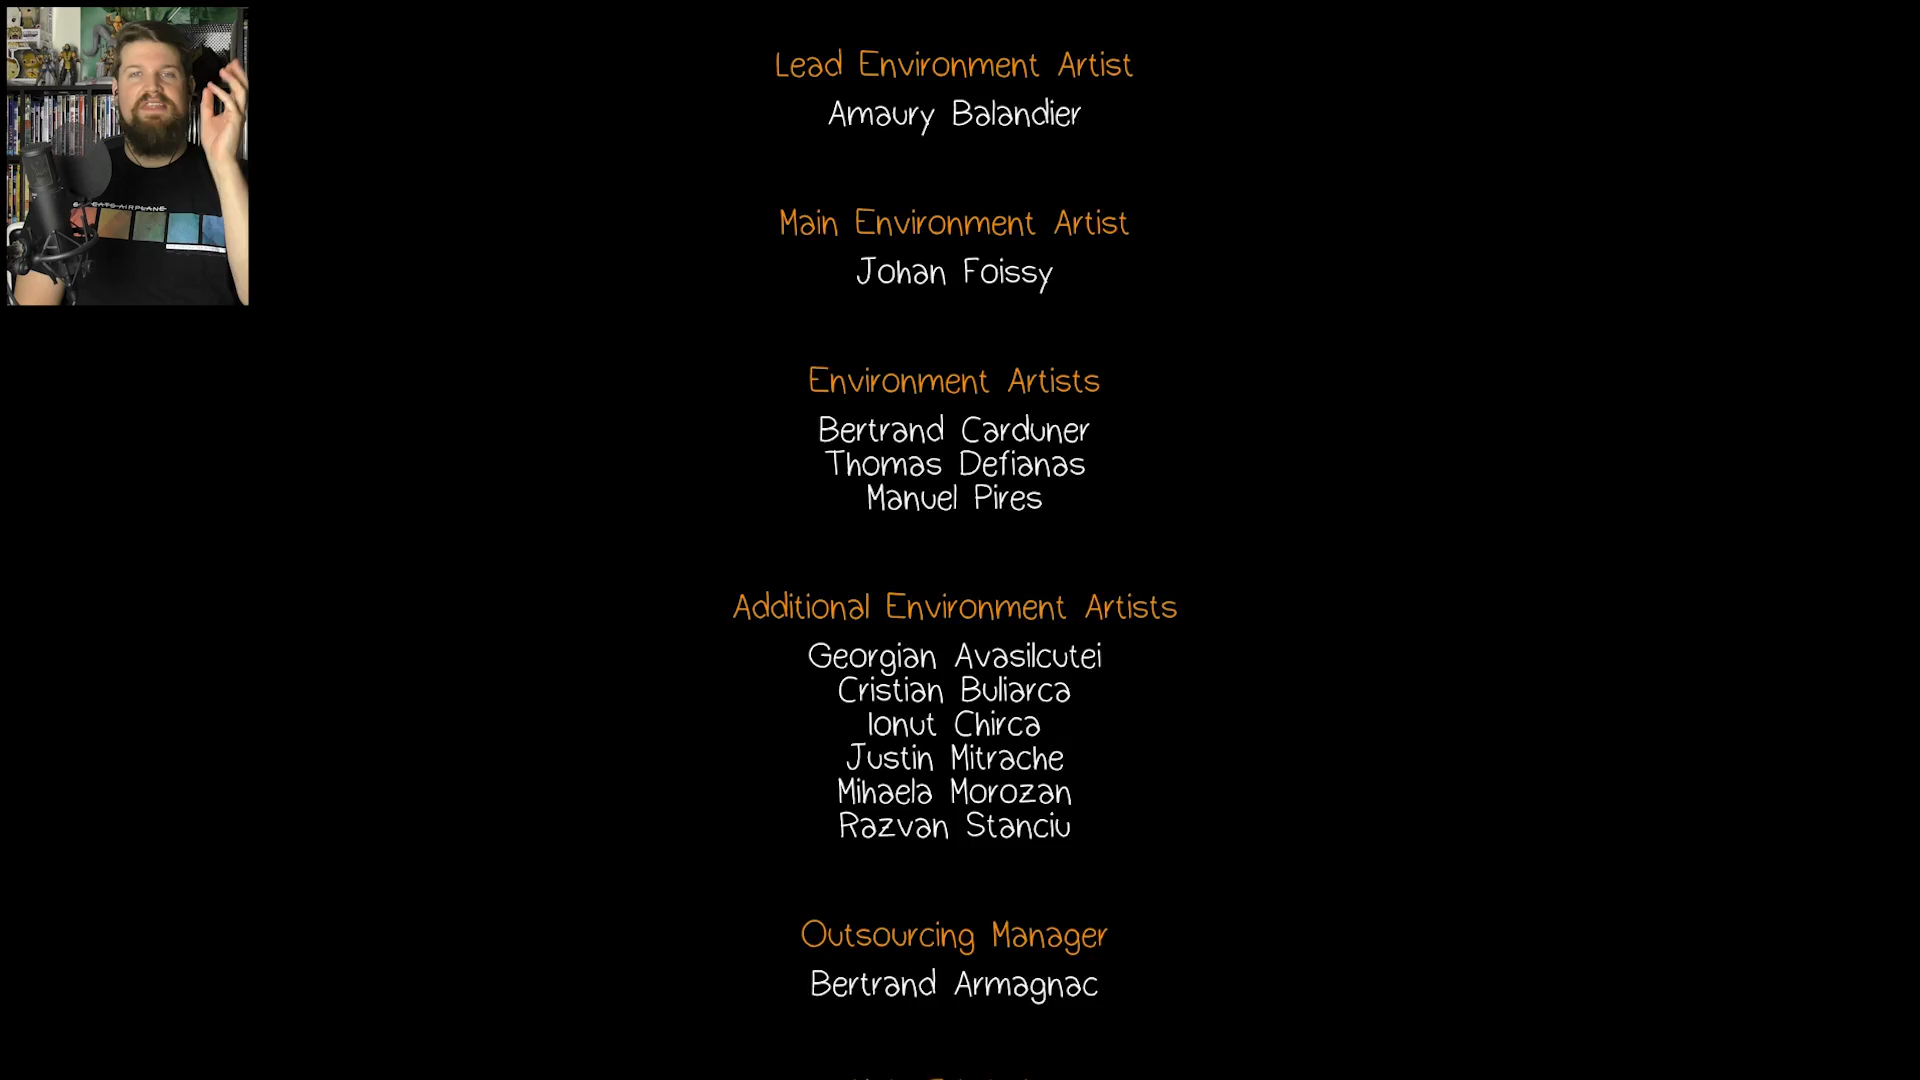 Lead Environment Artist
Amaury Balandier
Main Environment Artist
Johan Foissy
Environment Artists
Bertrand Carduner
Thomas Defianas
Manuel Pires
Additional Environment Artists
Georgian Avasilcutei
Cristian Buliarca
Ionut Chirca
Justin Mitrache
Mihaela Morozan
Razvan Stanciu
Outsourcing Manager
Bertrand Armagnac